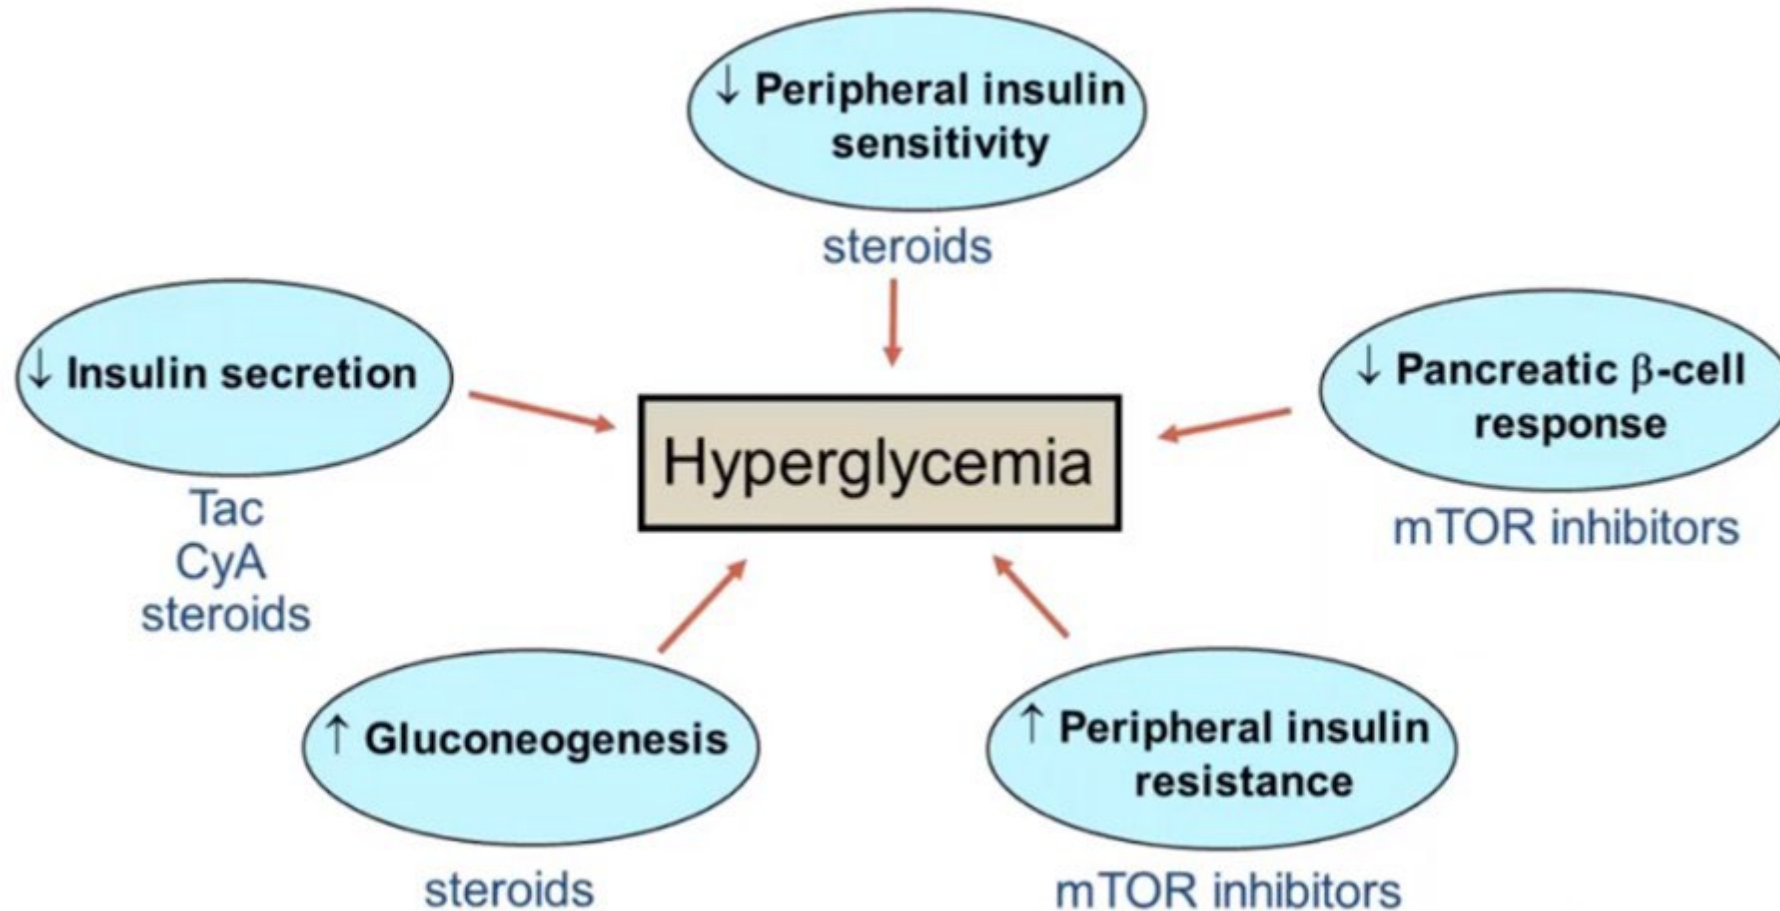 ↓ Peripheral insulin
sensitivity
steroids
↓ Insulin secretion
Tac
CyA
steroids
Hyperglycemia
↓ Pancreatic β-cell
response
mTOR inhibitors
↑ Gluconeogenesis
steroids
↑ Peripheral insulin
resistance
mTOR inhibitors